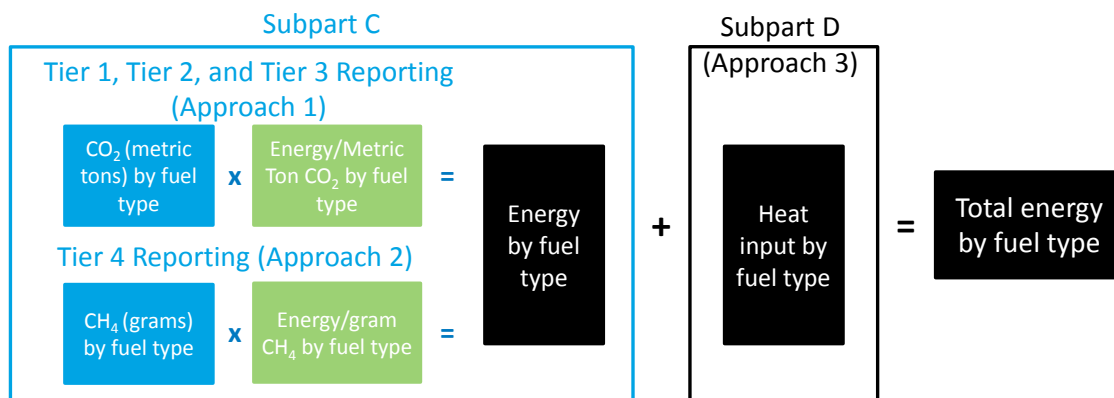 Subpart C
Tier 1, Tier 2, and Tier 3 Reporting
(Approach 1)
CO₂ (metric
tons) by fuel
type
x
Energy/Metric
Ton CO₂ by fuel
type
=
Tier 4 Reporting (Approach 2)
CH₄ (grams)
by fuel type
x
Energy/gram
CH₄ by fuel type
=
Energy
by fuel
type
+
Subpart D
(Approach 3)
Heat
input by
fuel type
=
Total energy
by fuel type